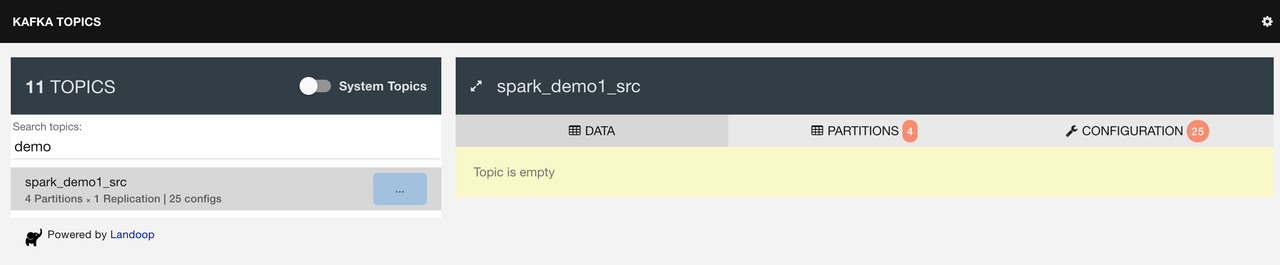 KAFKA TOPICS
11 TOPICS
System Topics
Search topics:
demo
spark_demo1_src
4 Partitions × 1 Replication | 25 configs
...
Powered by Landoop
spark_demo1_src
DATA
PARTITIONS 4
CONFIGURATION 25
Topic is empty